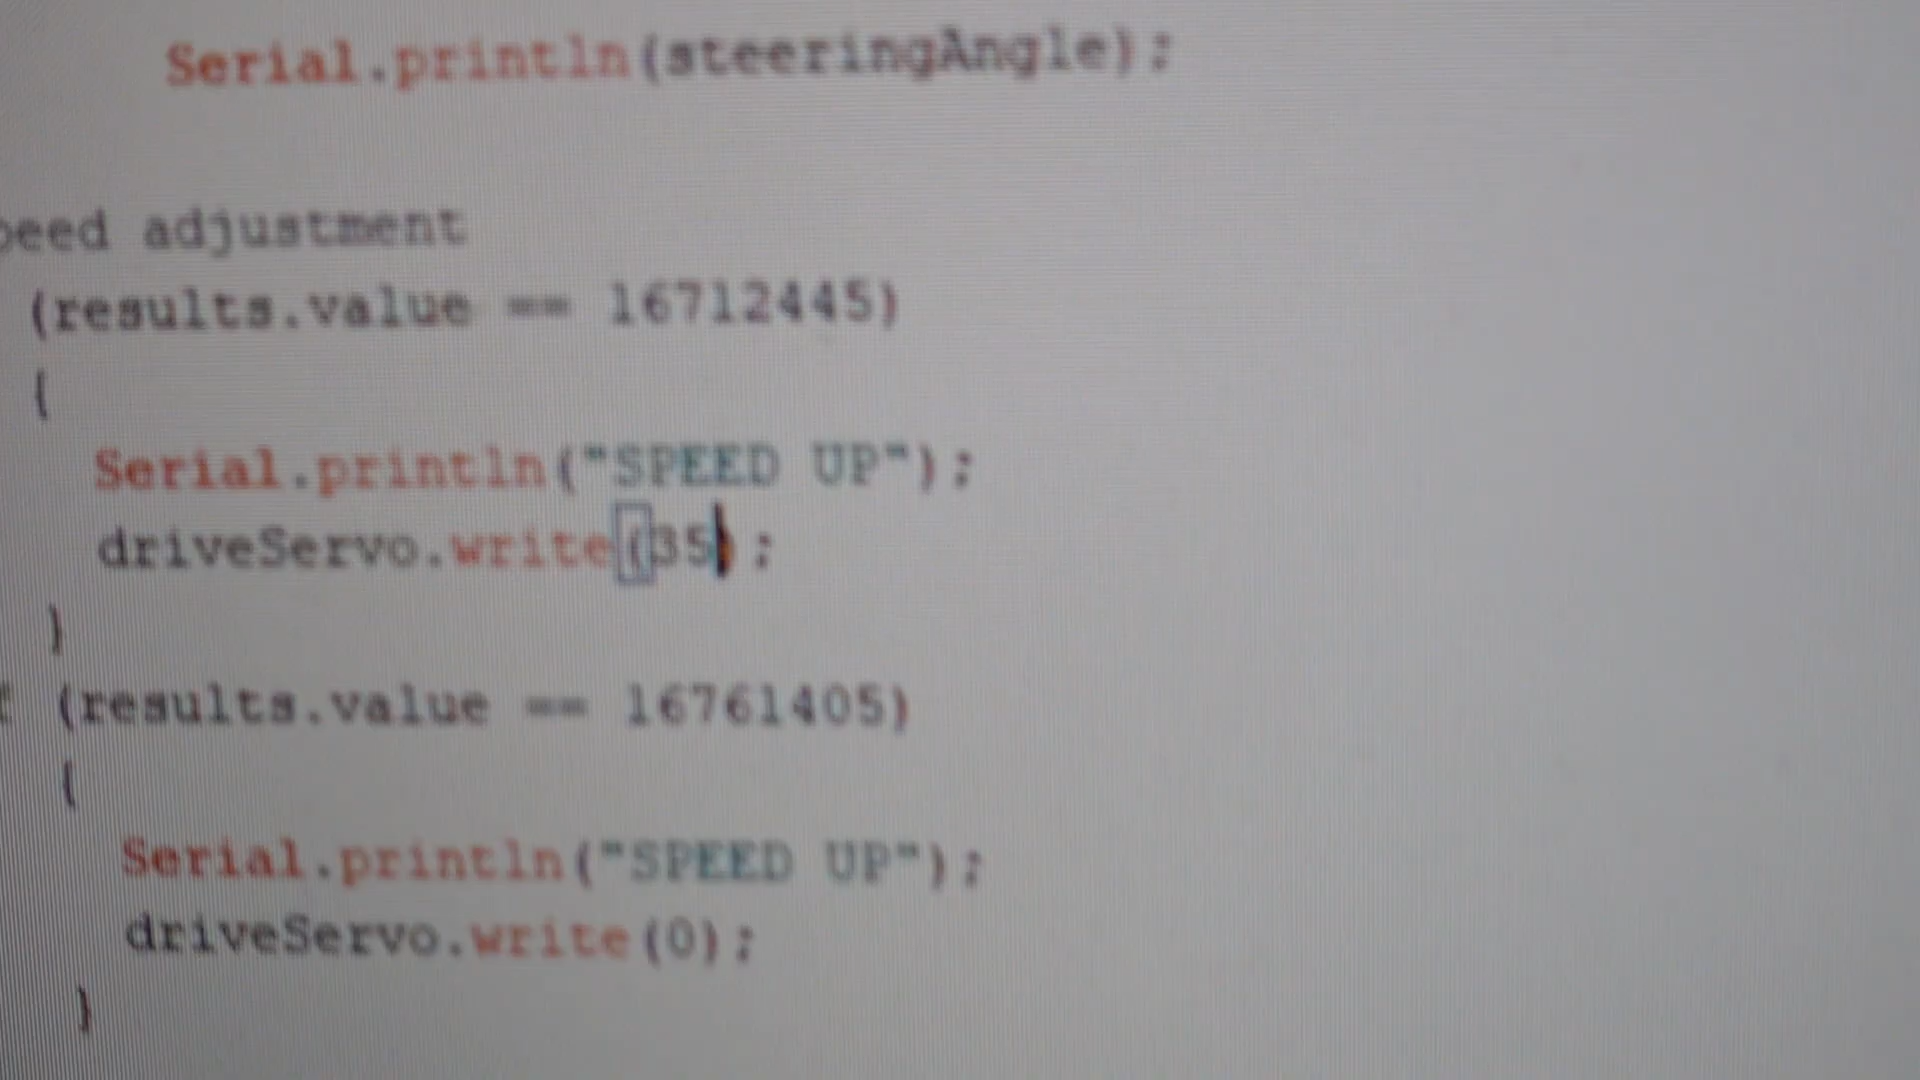 Serial.println(steeringAngle);
peed adjustment
(results.value == 16712445)
{
Serial.println("SPEED UP");
driveServo.write(35);
}
(results.value == 16761405)
{
Serial.println("SPEED UP");
driveServo.write(0);
}